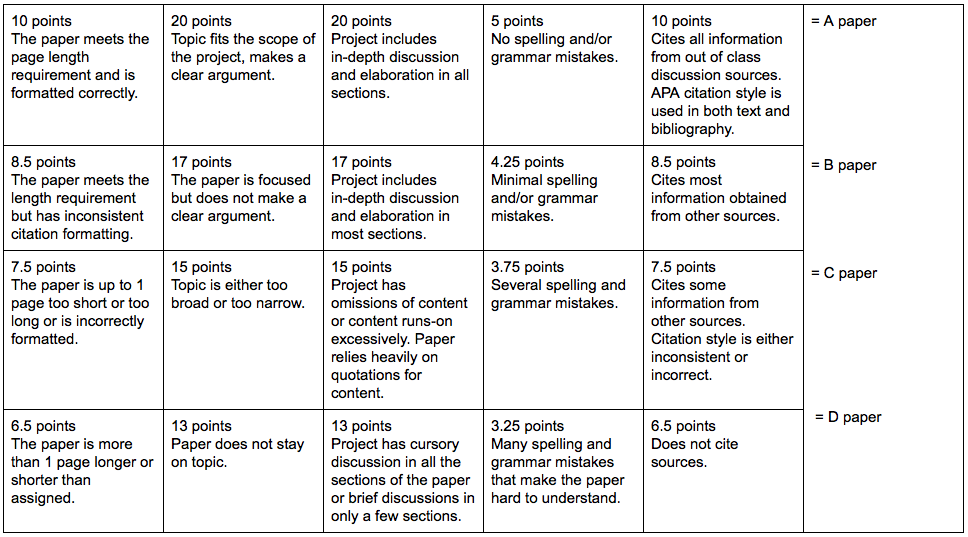 10 points
The paper meets the
page length
requirement and is
formatted correctly.
20 points
Topic fits the scope of
the project, makes a
clear argument.
20 points
Project includes
in-depth discussion
and elaboration in all
sections.
5 points
No spelling and/or
grammar mistakes.
10 points
Cites all information
from out of class
discussion sources.
APA citation style is
used in both text and
bibliography.
= A paper
8.5 points
The paper meets the
length requirement
but has inconsistent
citation formatting.
17 points
The paper is focused
but does not make a
clear argument.
17 points
Project includes
in-depth discussion
and elaboration in
most sections.
4.25 points
Minimal spelling
and/or grammar
mistakes.
8.5 points
Cites most
information obtained
from other sources.
= B paper
7.5 points
The paper is up to 1
page too short or too
long or is incorrectly
formatted.
15 points
Topic is either too
broad or too narrow.
15 points
Project has
omissions of content
or content runs-on
excessively. Paper
relies heavily on
quotations for
content.
3.75 points
Several spelling and
grammar mistakes.
7.5 points
Cites some
information from
other sources.
Citation style is either
inconsistent or
incorrect.
= C paper
6.5 points
The paper is more
than 1 page longer or
shorter than
assigned.
13 points
Paper does not stay
on topic.
13 points
Project has cursory
discussion in all the
sections of the paper
or brief discussions in
only a few sections.
3.25 points
Many spelling and
grammar mistakes
that make the paper
hard to understand.
6.5 points
Does not cite
sources.
= D paper